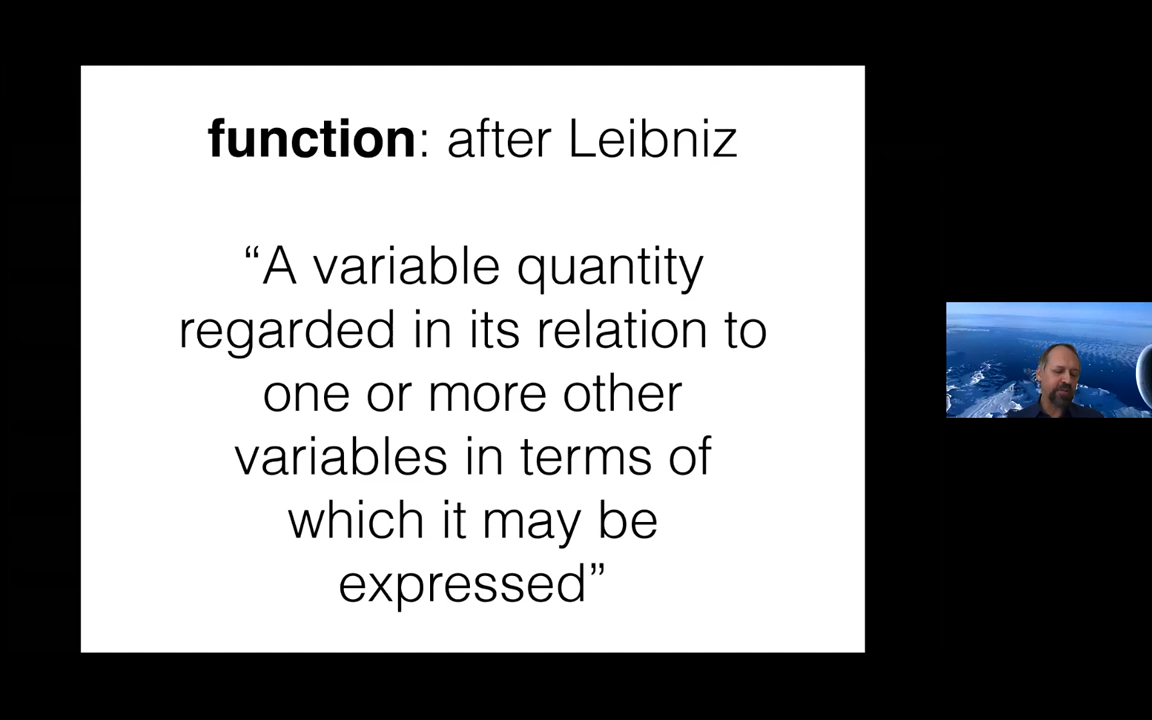 function: after Leibniz
“A variable quantity
regarded in its relation to
one or more other
variables in terms of
which it may be
expressed”